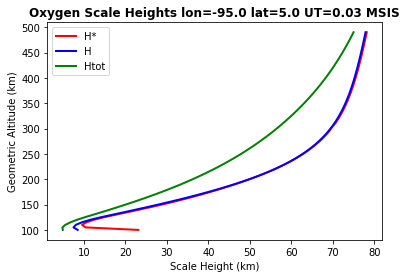 Oxygen Scale Heights lon=-95.0 lat=5.0 UT=0.03 MSIS
H*
H
Htot
500
450
400
350
300
250
200
150
100
Geometric Altitude (km)
10
20
30
40
50
60
70
80
Scale Height (km)